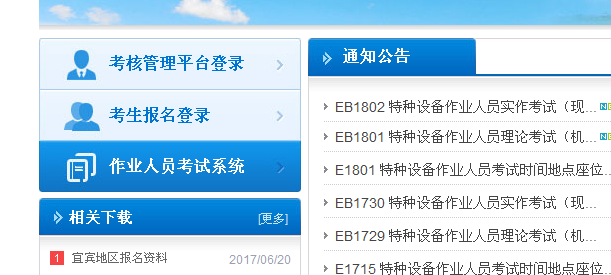 考核管理平台登录
考生报名登录
作业人员考试系统
相关下载 [更多]
1 宜宾地区报名资料 2017/06/20
通知公告
EB1802 特种设备作业人员实作考试（现...
EB1801 特种设备作业人员理论考试（机...
E1801 特种设备作业人员考试时间地点座位...
EB1730 特种设备作业人员实作考试（现...
EB1729 特种设备作业人员理论考试（机...
E1715 特种设备作业人员考试时间地点座位...